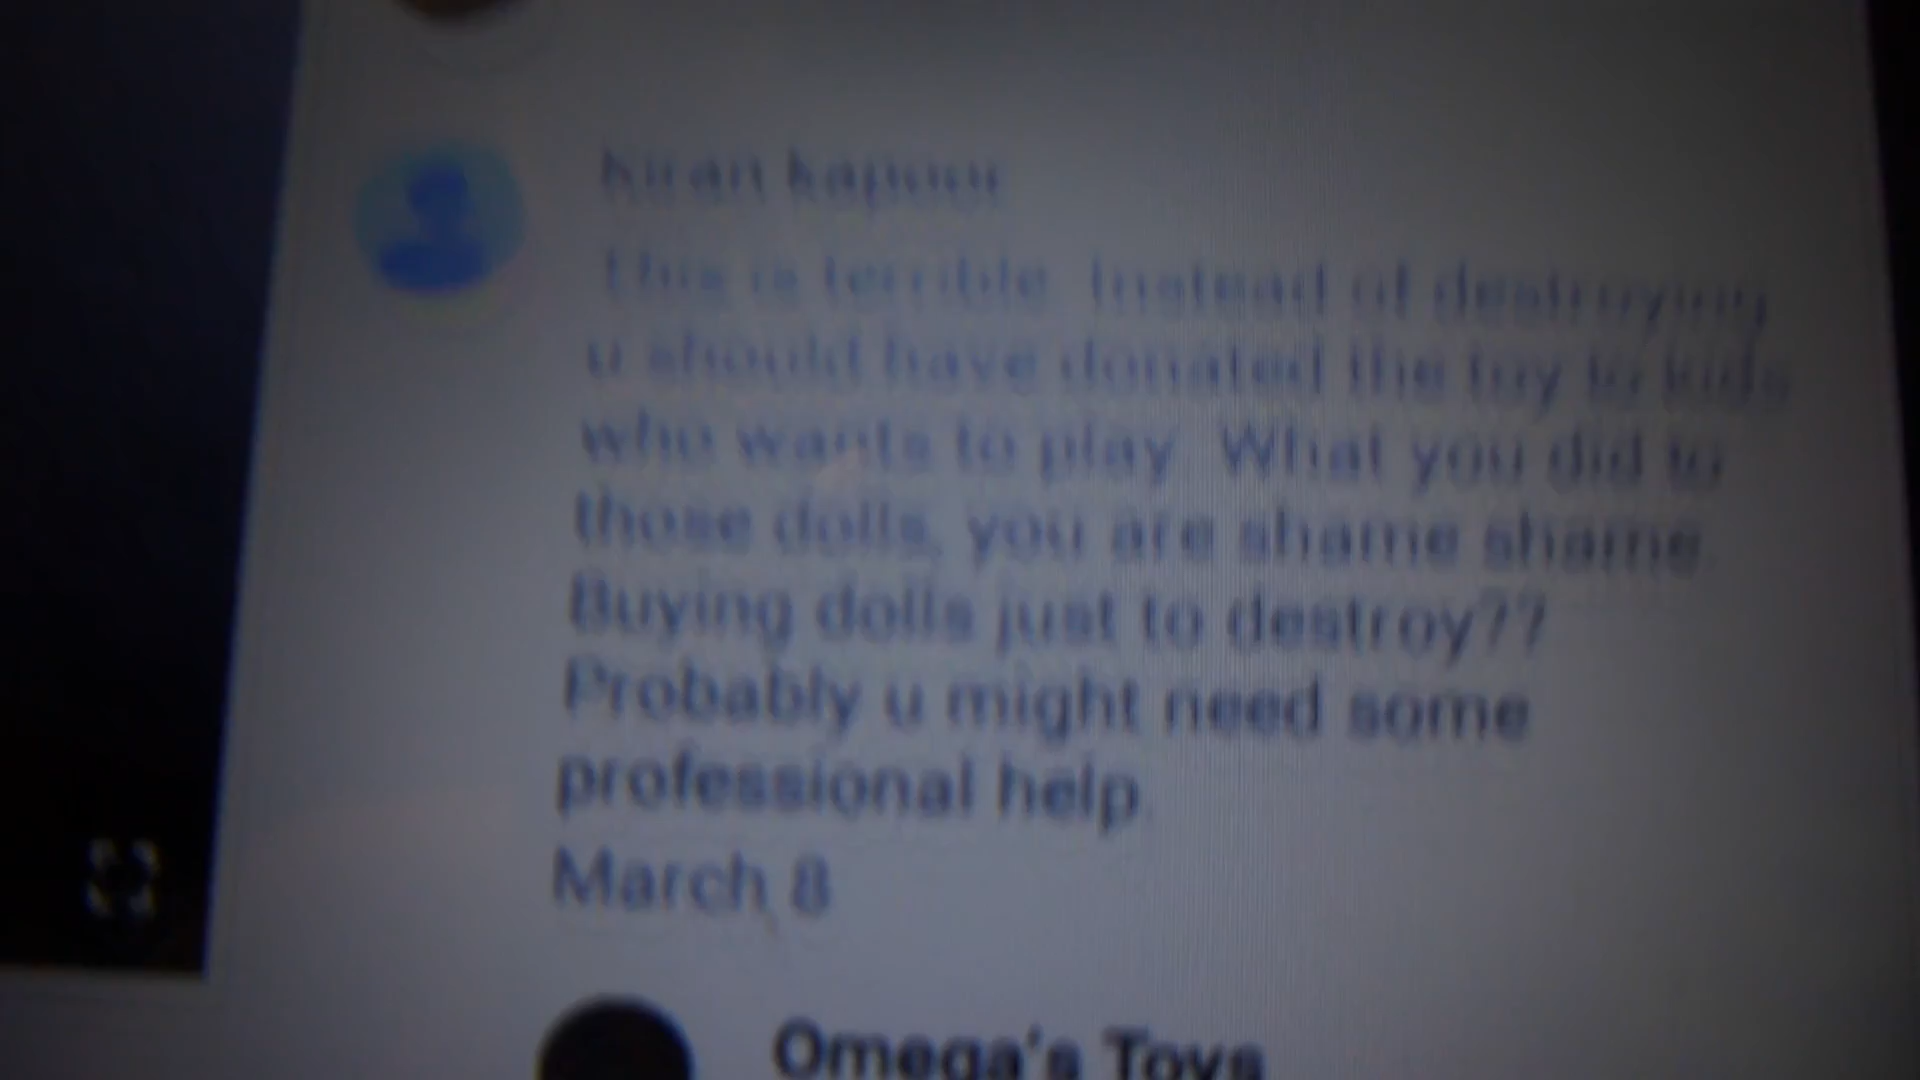 Kiran kapoor
This is terrible. Instead of destroying
u should have donated the toy to kids
who wants to play. What you did to
those dolls, you are shame shame.
Buying dolls just to destroy??
Probably u might need some
professional help.
March 8
Omega's Toys